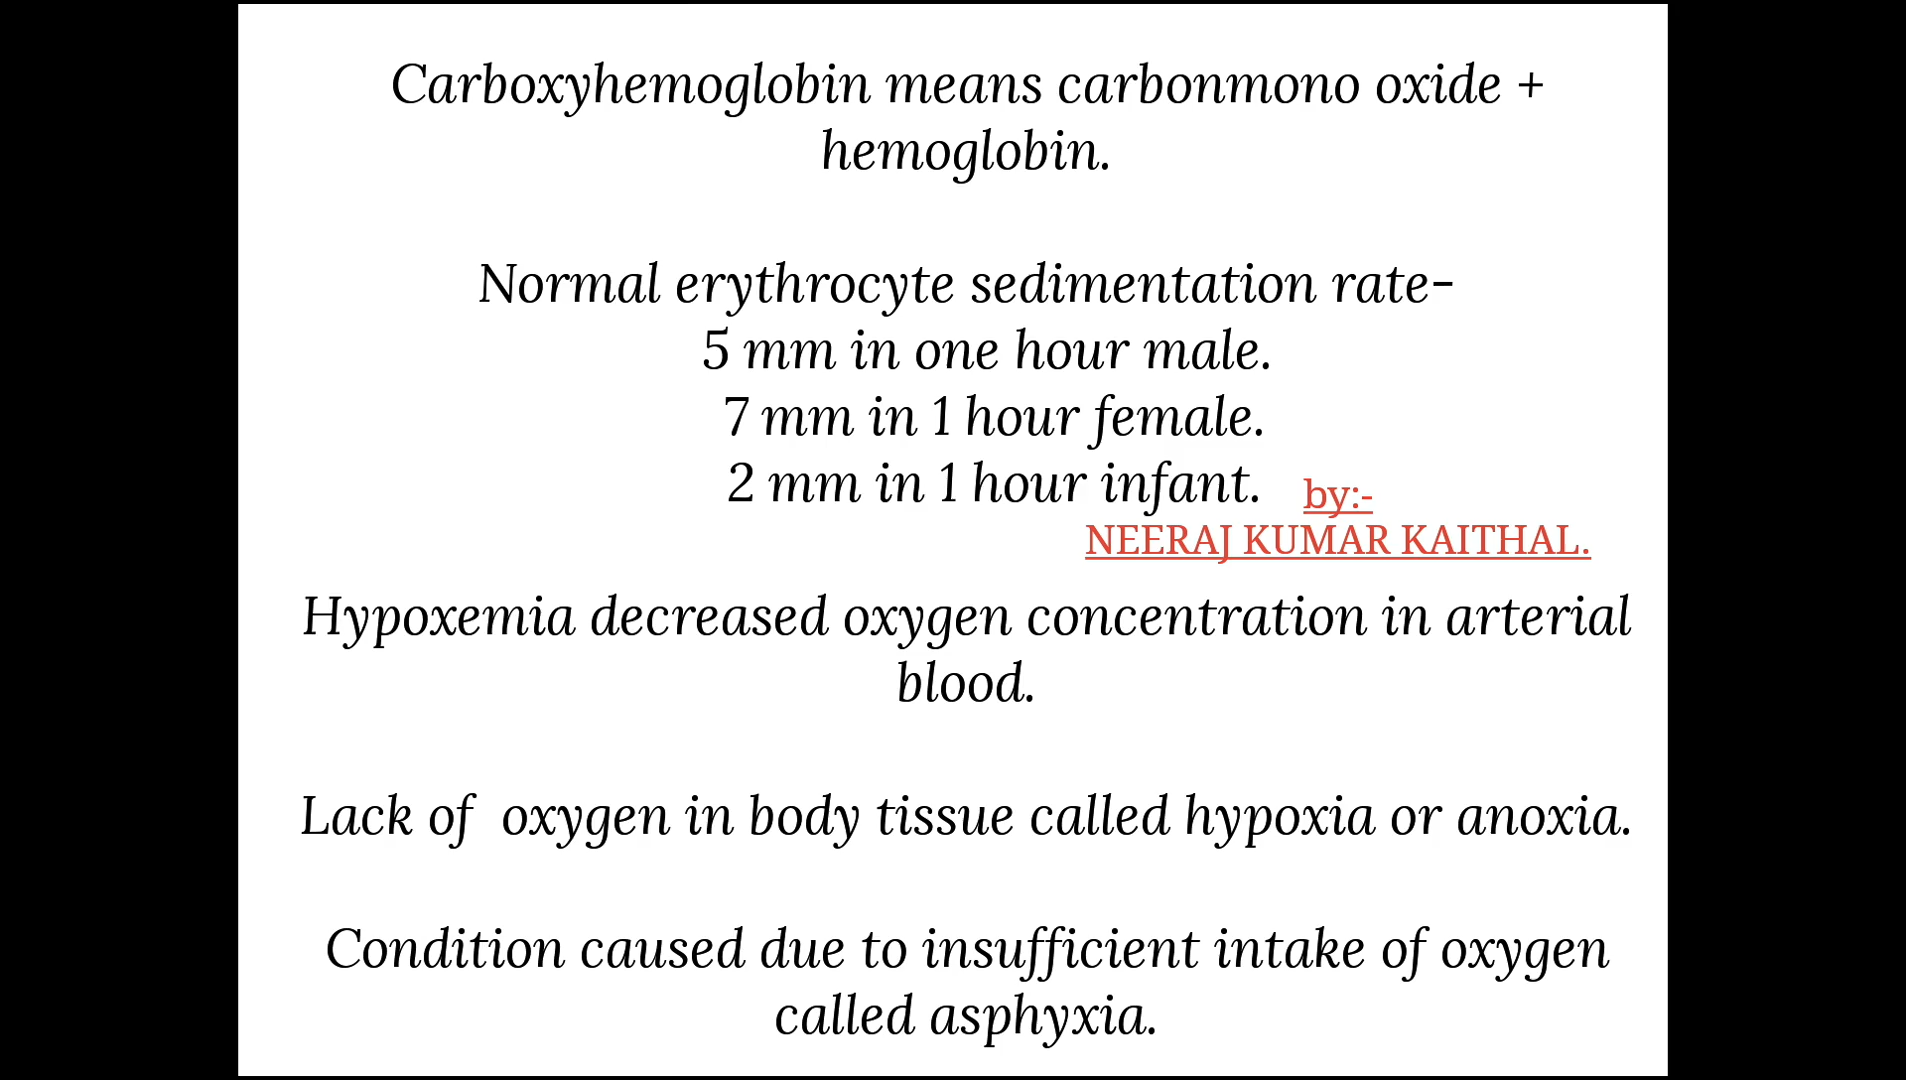 Carboxyhemoglobin means carbonmono oxide +
hemoglobin.
Normal erythrocyte sedimentation rate-
5 mm in one hour male.
7 mm in 1 hour female.
2 mm in 1 hour infant.
by:-
NEERAJ KUMAR KAITHAL.
Hypoxemia decreased oxygen concentration in arterial
blood.
Lack of  oxygen in body tissue called hypoxia or anoxia.
Condition caused due to insufficient intake of oxygen
called asphyxia.